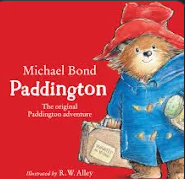 Michael Bond
Paddington
The original
Paddington adventure
Illustrated by R. W. Alley